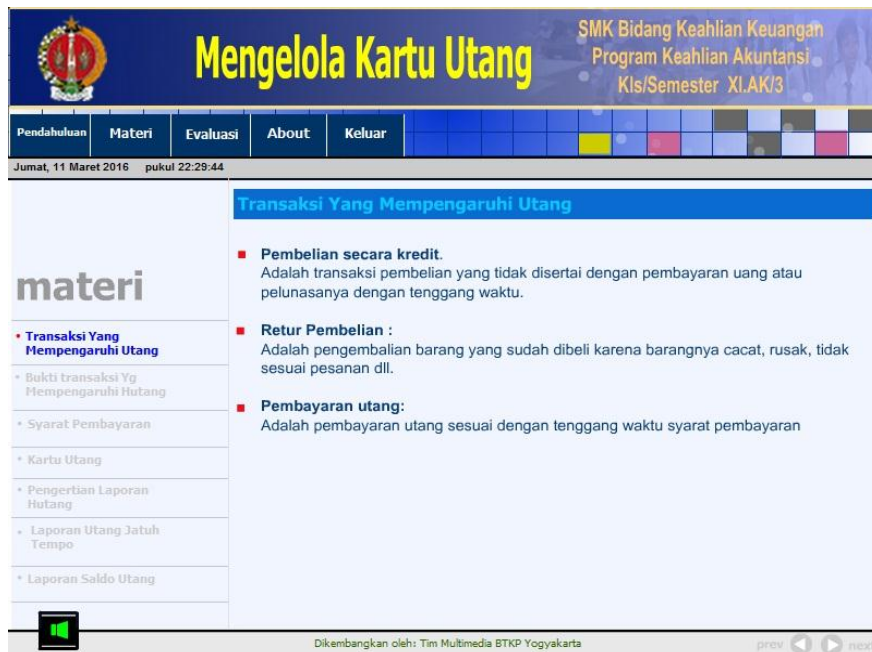 Mengelola Kartu Utang
SMK Bidang Keahlian Keuangan
Program Keahlian Akuntansi
Kls/Semester XI.AK/3
Pendahuluan Materi Evaluasi About Keluar
Jumat, 11 Maret 2016 pukul 22:29:44
materi
• Transaksi Yang
Mempengaruhi Utang
• Bukti transaksi Yg
Mempengaruhi Hutang
• Syarat Pembayaran
• Kartu Utang
• Pengertian Laporan
Hutang
• Laporan Utang Jatuh
Tempo
• Laporan Saldo Utang
Transaksi Yang Mempengaruhi Utang
Pembelian secara kredit.
Adalah transaksi pembelian yang tidak disertai dengan pembayaran uang atau
pelunasanya dengan tenggang waktu.
Retur Pembelian :
Adalah pengembalian barang yang sudah dibeli karena barangnya cacat, rusak, tidak
sesuai pesanan dll.
Pembayaran utang:
Adalah pembayaran utang sesuai dengan tenggang waktu syarat pembayaran
Dikembangkan oleh: Tim Multimedia BTKP Yogyakarta
prev next